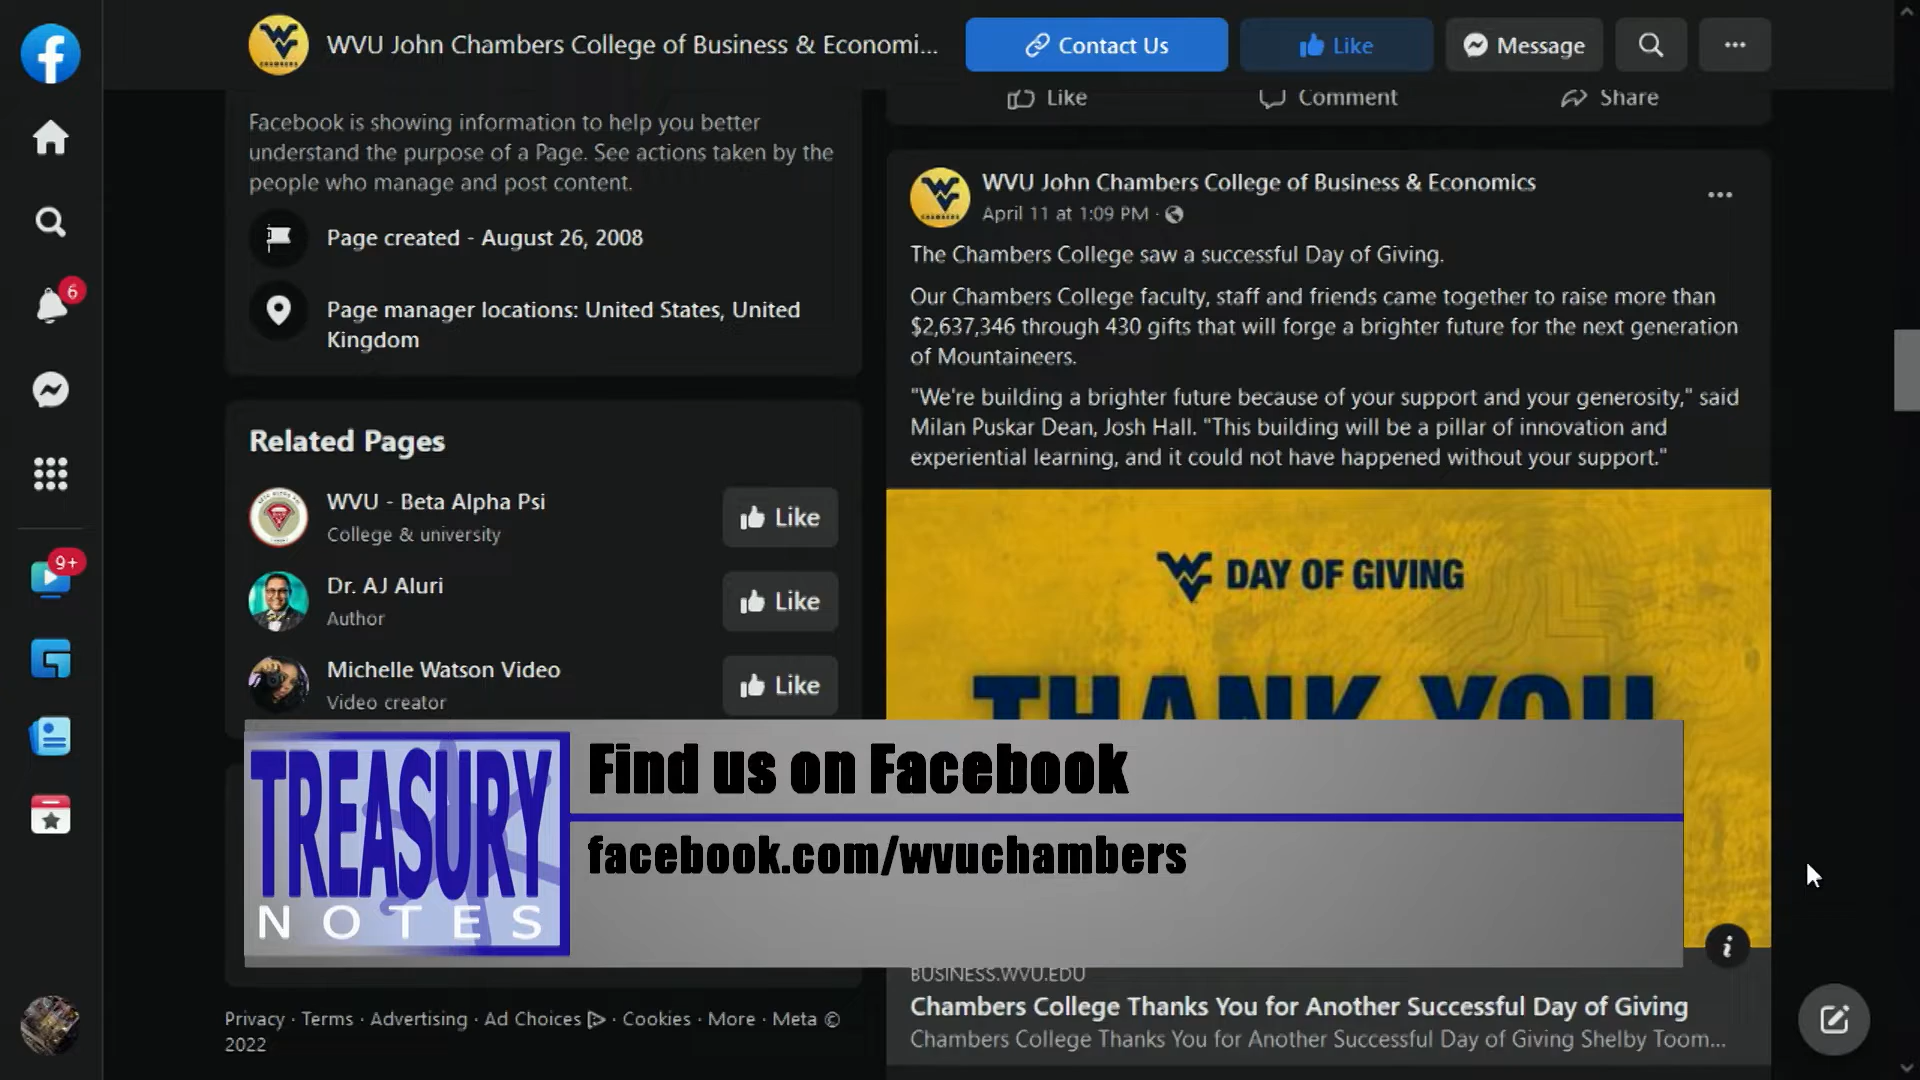 WVU John Chambers College of Business & Economi...
Contact Us
Like
Message
Like
Comment
Share
Facebook is showing information to help you better
understand the purpose of a Page. See actions taken by the
people who manage and post content.
Page created - August 26, 2008
Page manager locations: United States, United
Kingdom
Related Pages
WVU - Beta Alpha Psi
College & university
Like
Dr. AJ Aluri
Author
Like
Michelle Watson Video
Video creator
Like
6
9+
WVU John Chambers College of Business & Economics
April 11 at 1:09 PM ·
The Chambers College saw a successful Day of Giving.
Our Chambers College faculty, staff and friends came together to raise more than
$2,637,346 through 430 gifts that will forge a brighter future for the next generation
of Mountaineers.
"We're building a brighter future because of your support and your generosity," said
Milan Puskar Dean, Josh Hall. "This building will be a pillar of innovation and
experiential learning, and it could not have happened without your support."
WV DAY OF GIVING
THANK YOU
TREASURY
NOTES
Find us on Facebook
facebook.com/wvuchambers
BUSINESS.WVU.EDU
Chambers College Thanks You for Another Successful Day of Giving
Chambers College Thanks You for Another Successful Day of Giving Shelby Toom...
Privacy · Terms · Advertising · Ad Choices · Cookies · More · Meta ©
2022